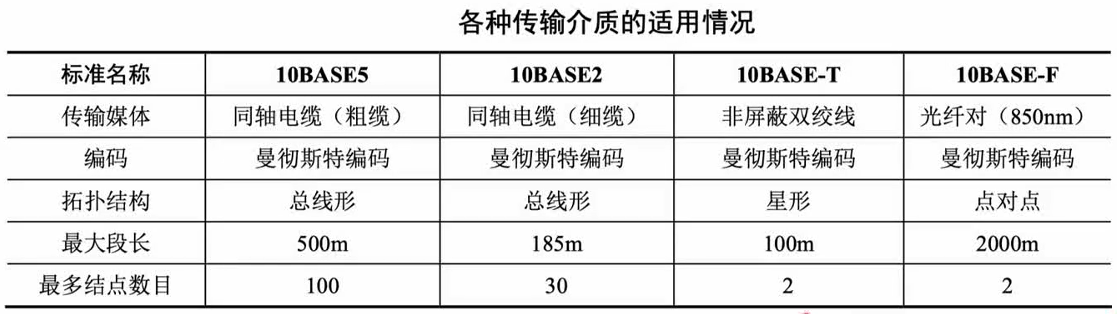 各种传输介质的适用情况
标准名称 10BASE5 10BASE2 10BASE-T 10BASE-F
传输媒体 同轴电缆（粗缆） 同轴电缆（细缆） 非屏蔽双绞线 光纤对（850nm）
编码 曼彻斯特编码 曼彻斯特编码 曼彻斯特编码 曼彻斯特编码
拓扑结构 总线形 总线形 星形 点对点
最大段长 500m 185m 100m 2000m
最多结点数目 100 30 2 2